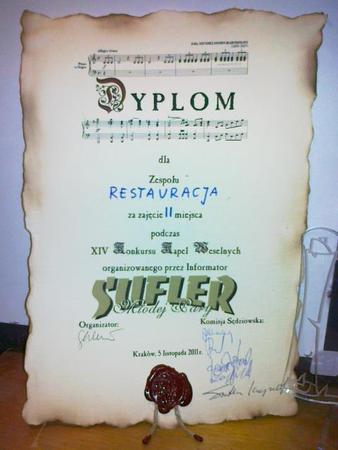 DYPLOM
dla
Zespołu
RESTAURACJA
za zajęcie II miejsca
podczas
XIV Konkursu Kapel Weselnych
organizowanego przez Informator
SUFLER
Młodej Pary
Organizator:
Komisja Sędziowska:
Kraków, 5 listopada 2011 r.